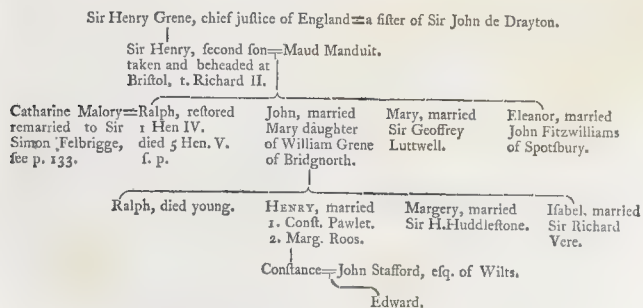 Sir Henry Grene, chief juſtice of England=a ſiſter of Sir John de Drayton.
Sir Henry, ſecond ſon=Maud Manduit.
taken and beheaded at
Briſtol, t. Richard II.
Catharine Malory=Ralph, reſtored
remarried to Sir 1 Hen IV.
Simon Felbrigge, died 5 Hen. V.
ſee p. 133. ſ. p.
John, married
Mary daughter
of William Grene
of Bridgnorth.
Mary, married
Sir Geoffrey
Luttwell.
Eleanor, married
John Fitzwilliams
of Spotſbury.
Ralph, died young.
HENRY, married
1. Conſt. Pawlet.
2. Marg. Roos.
Margery, married
Sir H.Huddleſtone.
Iſabel, married
Sir Richard
Vere.
Conſtance=John Stafford, eſq. of Wilts.
Edward.